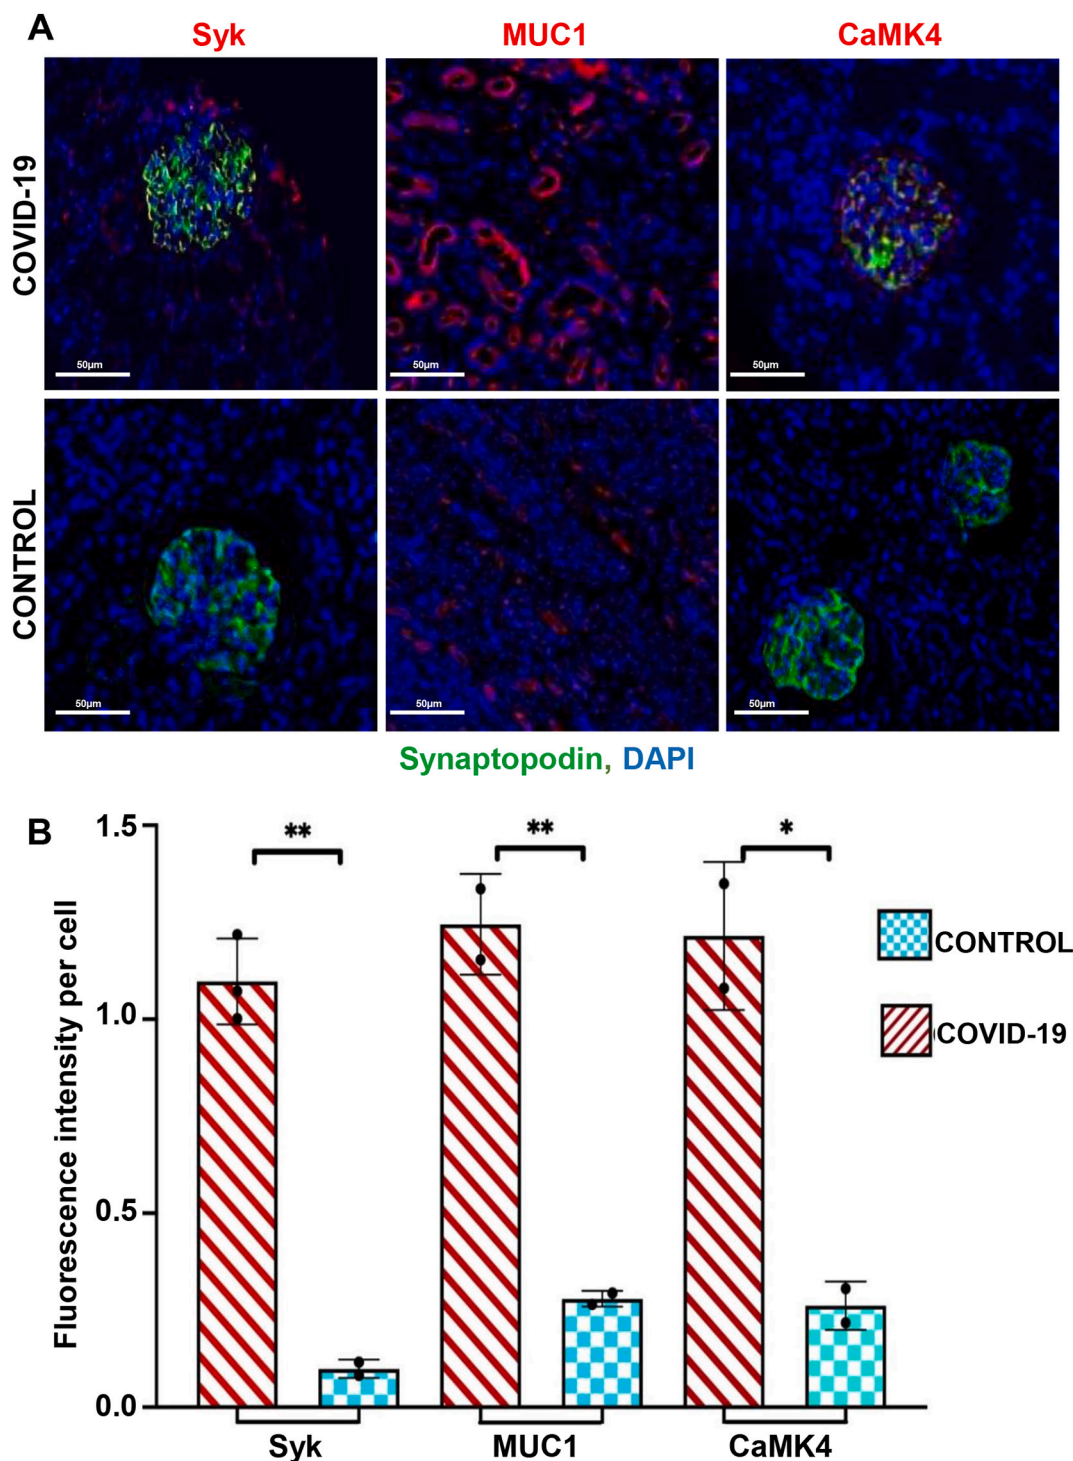 A
Syk MUC1 CaMK4
COVID-19
50µm 50µm 50µm
CONTROL
50µm 50µm 50µm
Synaptopodin, DAPI
B
Fluorescence intensity per cell
1.5
1.0
0.5
0.0
** ** *
CONTROL
COVID-19
Syk MUC1 CaMK4